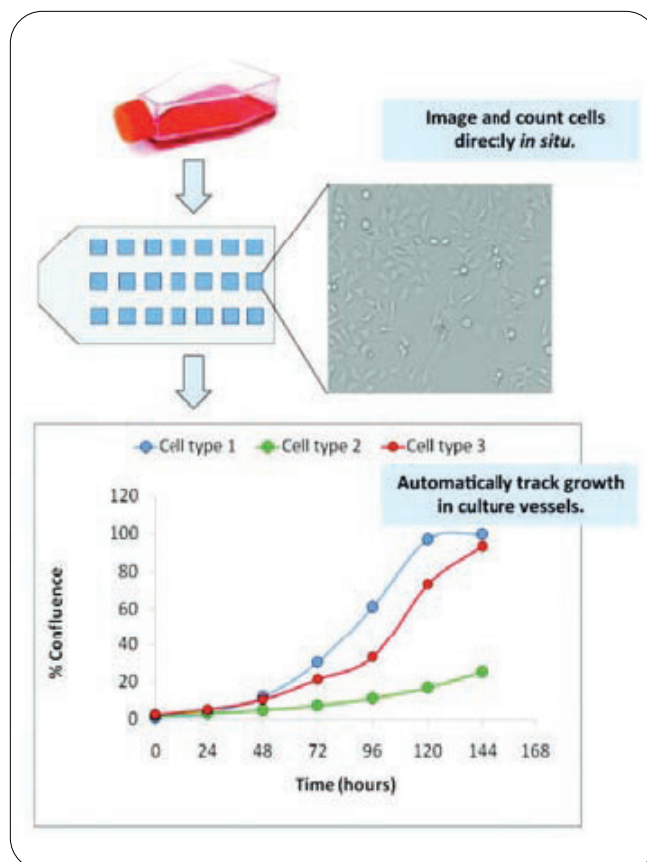 Image and count cells
directly in situ.
Cell type 1 Cell type 2 Cell type 3
Automatically track growth
in culture vessels.
120
100
80
60
40
20
0
% Confluence
0 24 48 72 96 120 144 168
Time (hours)